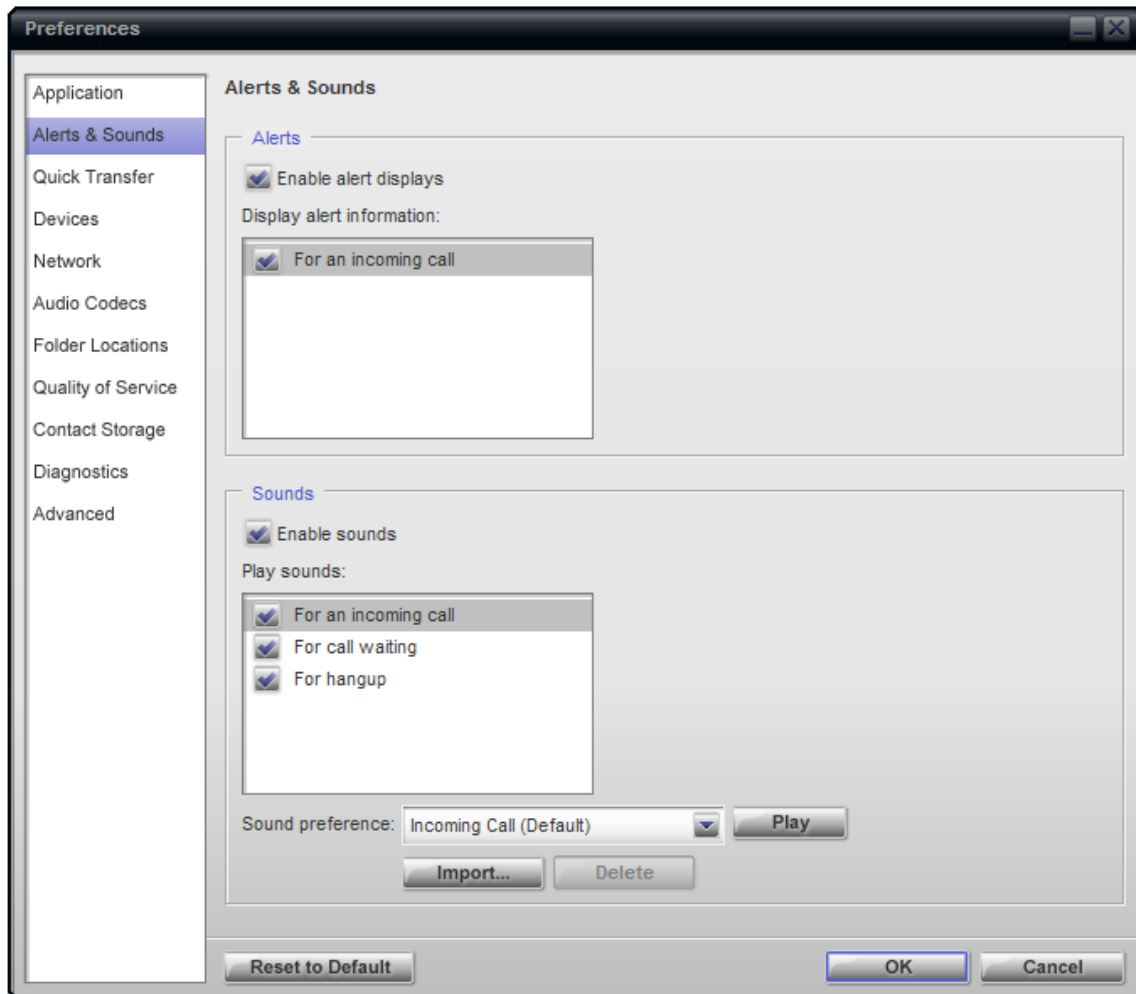 Preferences
Application
Alerts & Sounds
Quick Transfer
Devices
Network
Audio Codecs
Folder Locations
Quality of Service
Contact Storage
Diagnostics
Advanced
Alerts & Sounds
Alerts
Enable alert displays
Display alert information:
For an incoming call
Sounds
Enable sounds
Play sounds:
For an incoming call
For call waiting
For hangup
Sound preference: Incoming Call (Default) Play
Import... Delete
Reset to Default OK Cancel